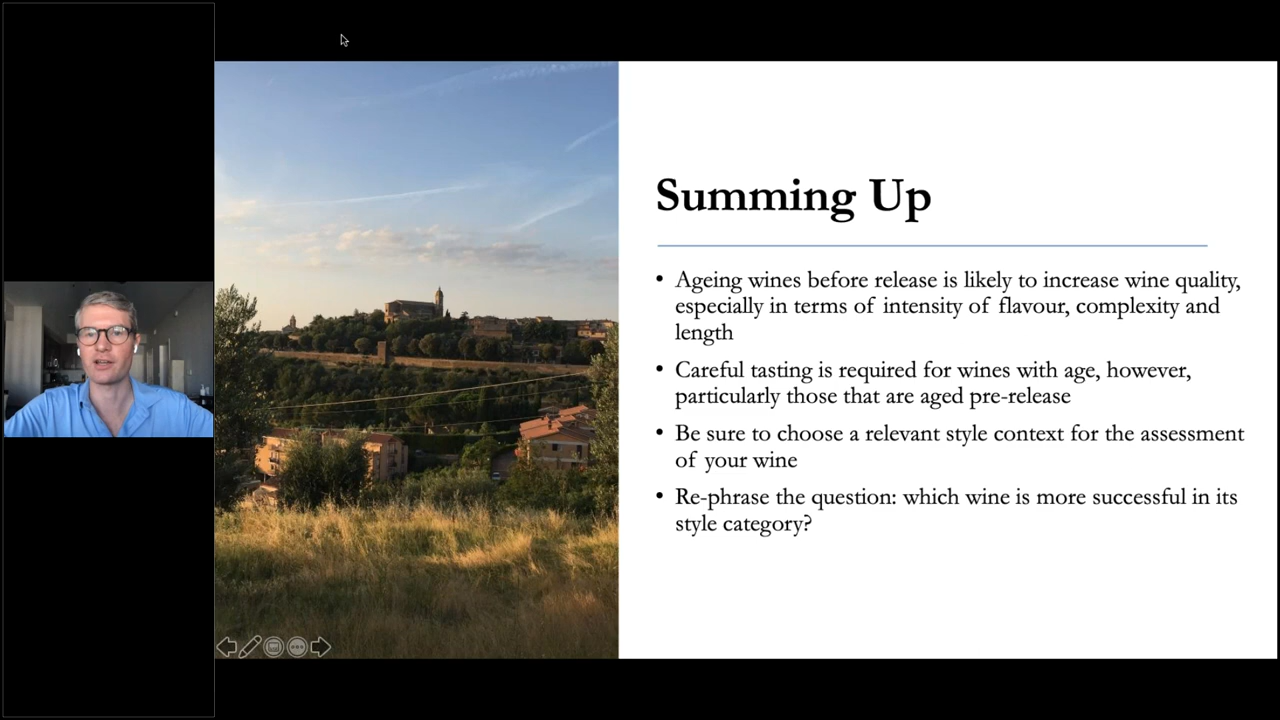 Summing Up
• Ageing wines before release is likely to increase wine quality,
especially in terms of intensity of flavour, complexity and
length
• Careful tasting is required for wines with age, however,
particularly those that are aged pre-release
• Be sure to choose a relevant style context for the assessment
of your wine
• Re-phrase the question: which wine is more successful in its
style category?